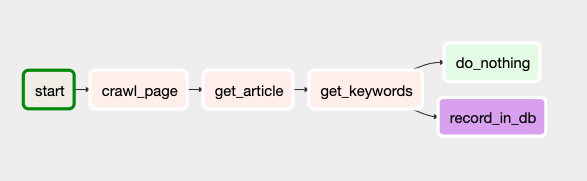 start
crawl_page
get_article
get_keywords
do_nothing
record_in_db